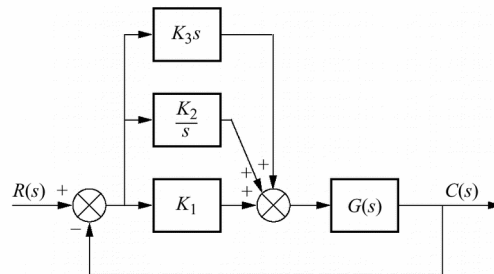 K₃s
K₂
s
R(s) + − K₁ + + + G(s) C(s)